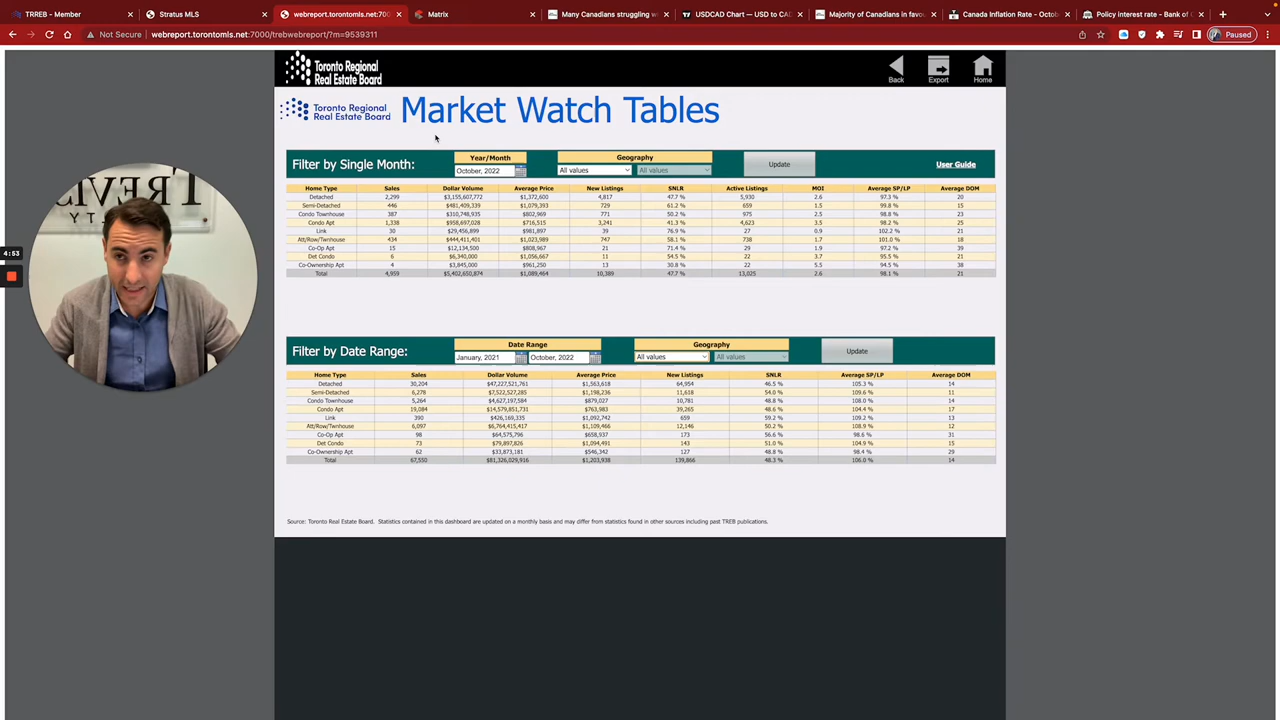 TRREB - Member
Stratus MLS
webreport.torontomls.net:700
Matrix
Many Canadians struggling w
USDCAD Chart — USD to CAD
Majority of Canadians in favou
Canada Inflation Rate - Octob
Policy interest rate - Bank of C
Not Secure
webreport.torontomls.net:7000/trebwebreport/?m=9539311
Paused
Toronto Regional
Real Estate Board
Back Export Home
Toronto Regional
Real Estate Board
Market Watch Tables
Filter by Single Month:
Year/Month
October, 2022
Geography
All values All values
Update
User Guide
Home Type Sales Dollar Volume Average Price New Listings SNLR Active Listings MOI Average SP/LP Average DOM
Detached 2,299 $3,155,607,772 $1,372,600 4,817 47.7 % 5,930 2.6 97.3 % 20
Semi-Detached 446 $481,409,339 $1,079,393 729 61.2 % 659 1.5 99.8 % 15
Condo Townhouse 387 $310,748,935 $802,969 771 50.2 % 975 2.5 98.8 % 23
Condo Apt 1,338 $958,697,028 $716,515 3,241 41.3 % 4,623 3.5 98.2 % 25
Link 30 $29,456,899 $981,897 39 76.9 % 27 0.9 102.2 % 21
Att/Row/Twnhouse 434 $444,411,401 $1,023,989 747 58.1 % 738 1.7 101.0 % 18
Co-Op Apt 15 $12,134,500 $808,967 21 71.4 % 29 1.9 97.2 % 39
Det Condo 6 $6,340,000 $1,056,667 11 54.5 % 22 3.7 95.5 % 21
Co-Ownership Apt 4 $3,845,000 $961,250 13 30.8 % 22 5.5 94.5 % 38
Total 4,959 $5,402,650,874 $1,089,464 10,389 47.7 % 13,025 2.6 98.1 % 21
4:53
TREVIS
TY
Filter by Date Range:
Date Range
January, 2021 October, 2022
Geography
All values All values
Update
Home Type Sales Dollar Volume Average Price New Listings SNLR Average SP/LP Average DOM
Detached 30,204 $47,227,521,761 $1,563,618 64,954 46.5 % 105.3 % 14
Semi-Detached 6,278 $7,522,527,285 $1,198,236 11,618 54.0 % 109.6 % 11
Condo Townhouse 5,264 $4,627,197,584 $879,027 10,781 48.8 % 108.0 % 14
Condo Apt 19,084 $14,579,851,731 $763,983 39,265 48.6 % 104.4 % 17
Link 390 $426,169,335 $1,092,742 659 59.2 % 109.2 % 13
Att/Row/Twnhouse 6,097 $6,764,415,417 $1,109,466 12,146 50.2 % 108.9 % 12
Co-Op Apt 98 $64,575,796 $658,937 173 56.6 % 98.6 % 31
Det Condo 73 $79,897,826 $1,094,491 143 51.0 % 104.9 % 15
Co-Ownership Apt 62 $33,873,181 $546,342 127 48.8 % 98.4 % 29
Total 67,550 $81,326,029,916 $1,203,938 139,866 48.3 % 106.0 % 14
Source: Toronto Real Estate Board. Statistics contained in this dashboard are updated on a monthly basis and may differ from statistics found in other sources including past TREB publications.